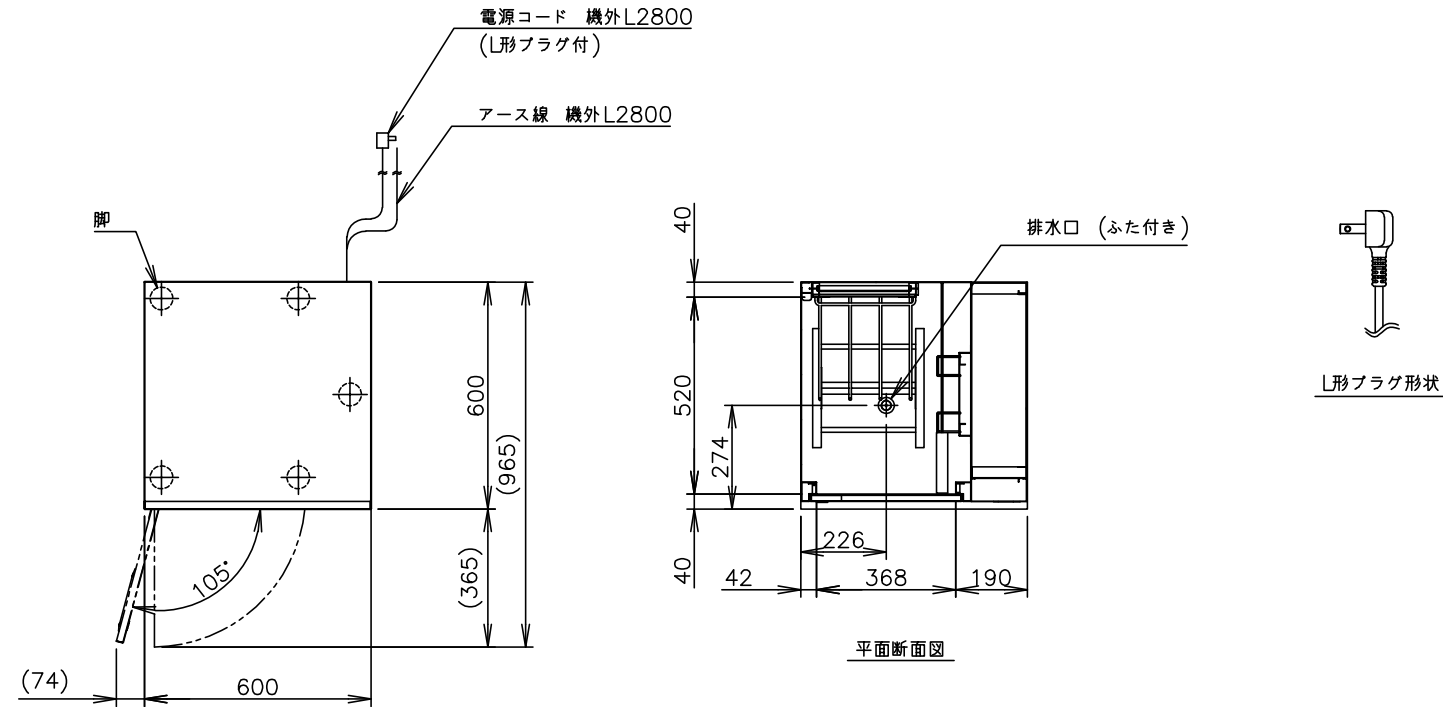 電源コード 機外L2800
(L形プラグ付)
アース線 機外L2800
脚
600
(965)
(365)
105°
(74)
600
排水口 (ふた付き)
40
520
274
40
226
42
368
190
平面断面図
L形プラグ形状